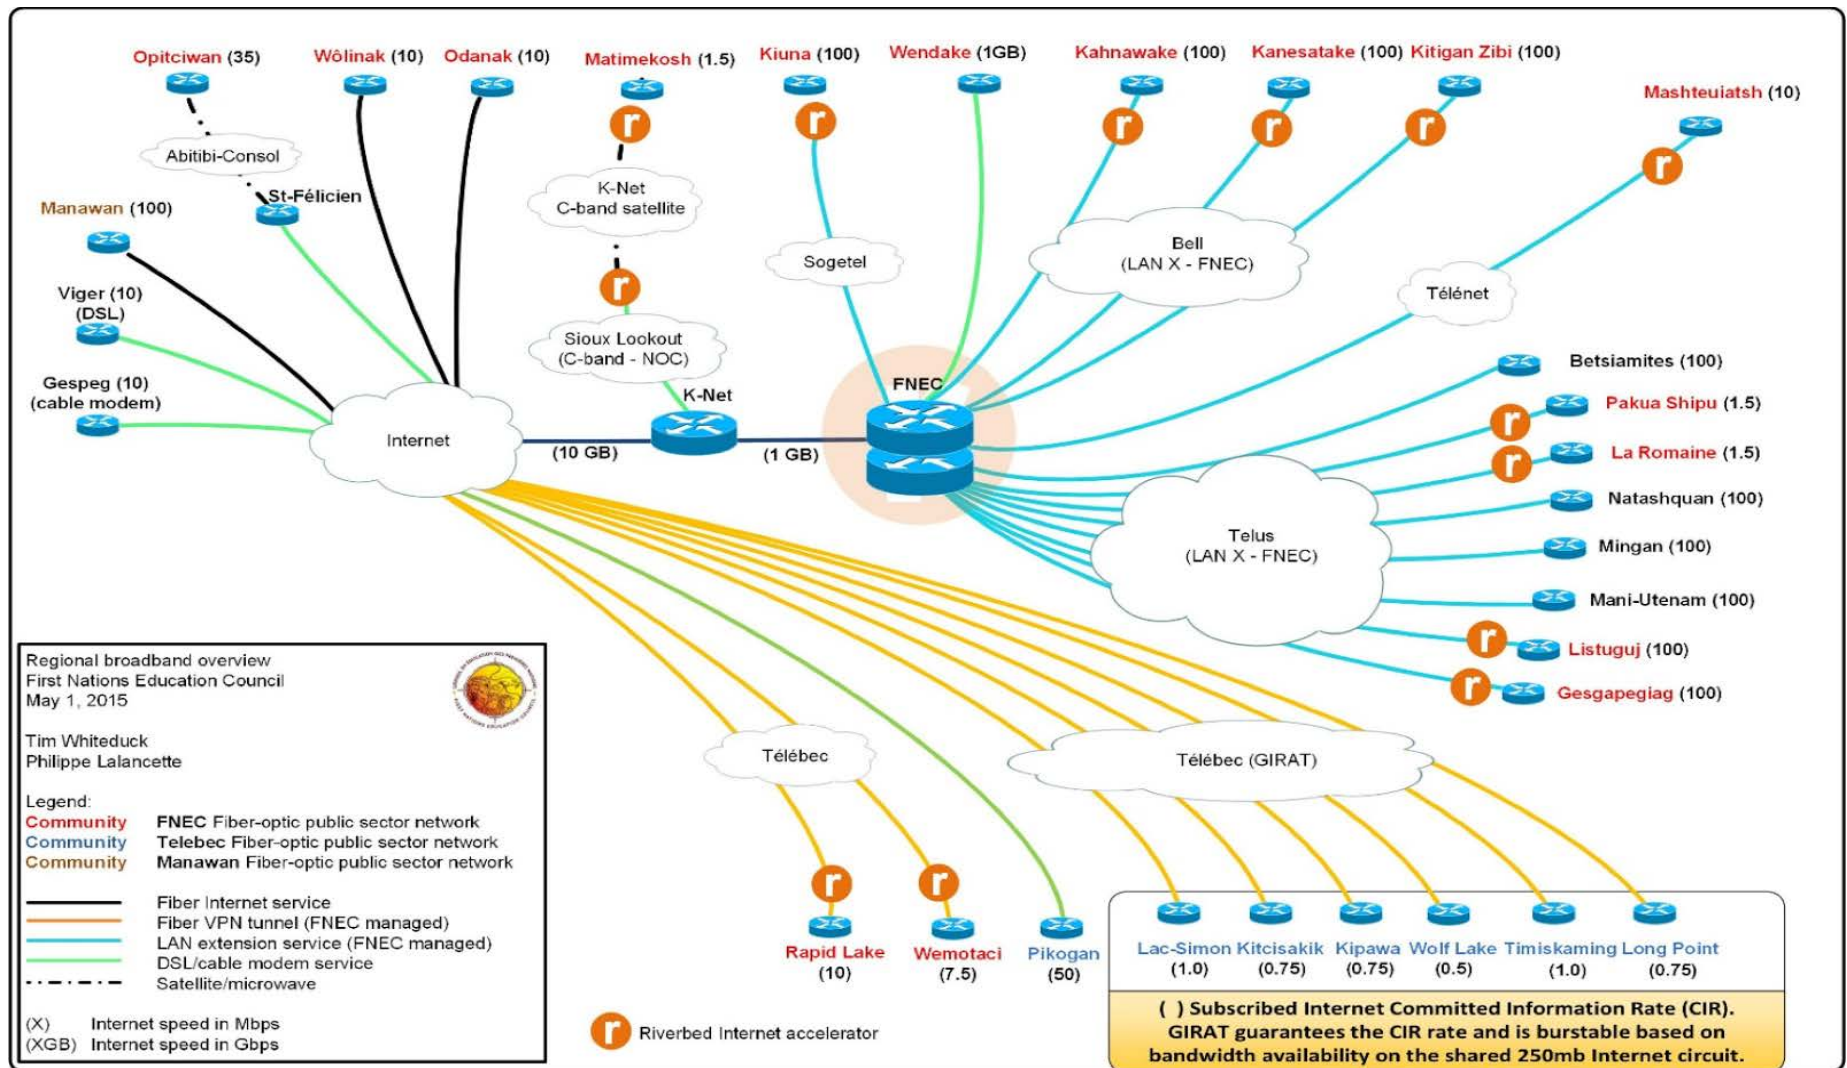 Opitciwan (35)
Wôlinak (10)
Odanak (10)
Matimekosh (1.5)
Kiuna (100)
Wendake (1GB)
Kahnawake (100)
Kanesatake (100)
Kitigan Zibi (100)
Mashteuiatsh (10)
r
r
r
r
r
r
Abitibi-Consol
St-Félicien
K-Net
C-band satellite
Manawan (100)
Bell
(LAN X - FNEC)
Sogetel
r
Télénet
Viger (10)
(DSL)
Sioux Lookout
(C-band - NOC)
Betsiamites (100)
Gespeg (10)
(cable modem)
K-Net
FNEC
Pakua Shipu (1.5)
r
Internet
(10 GB)
(1 GB)
La Romaine (1.5)
r
Natashquan (100)
Telus
(LAN X - FNEC)
Mingan (100)
Mani-Utenam (100)
r
Listuguj (100)
r
Gesgapegiag (100)
Regional broadband overview
First Nations Education Council
May 1, 2015
Tim Whiteduck
Philippe Lalancette
Legend:
Community FNEC Fiber-optic public sector network
Community Telebec Fiber-optic public sector network
Community Manawan Fiber-optic public sector network
Fiber Internet service
Fiber VPN tunnel (FNEC managed)
LAN extension service (FNEC managed)
DSL/cable modem service
Satellite/microwave
(X) Internet speed in Mbps
(XGB) Internet speed in Gbps
Télébec
Télébec (GIRAT)
r
r
Rapid Lake
(10)
Wemotaci
(7.5)
Pikogan
(50)
Lac-Simon
(1.0)
Kitcisakik
(0.75)
Kipawa
(0.75)
Wolf Lake
(0.5)
Timiskaming
(1.0)
Long Point
(0.75)
r Riverbed Internet accelerator
( ) Subscribed Internet Committed Information Rate (CIR).
GIRAT guarantees the CIR rate and is burstable based on
bandwidth availability on the shared 250mb Internet circuit.